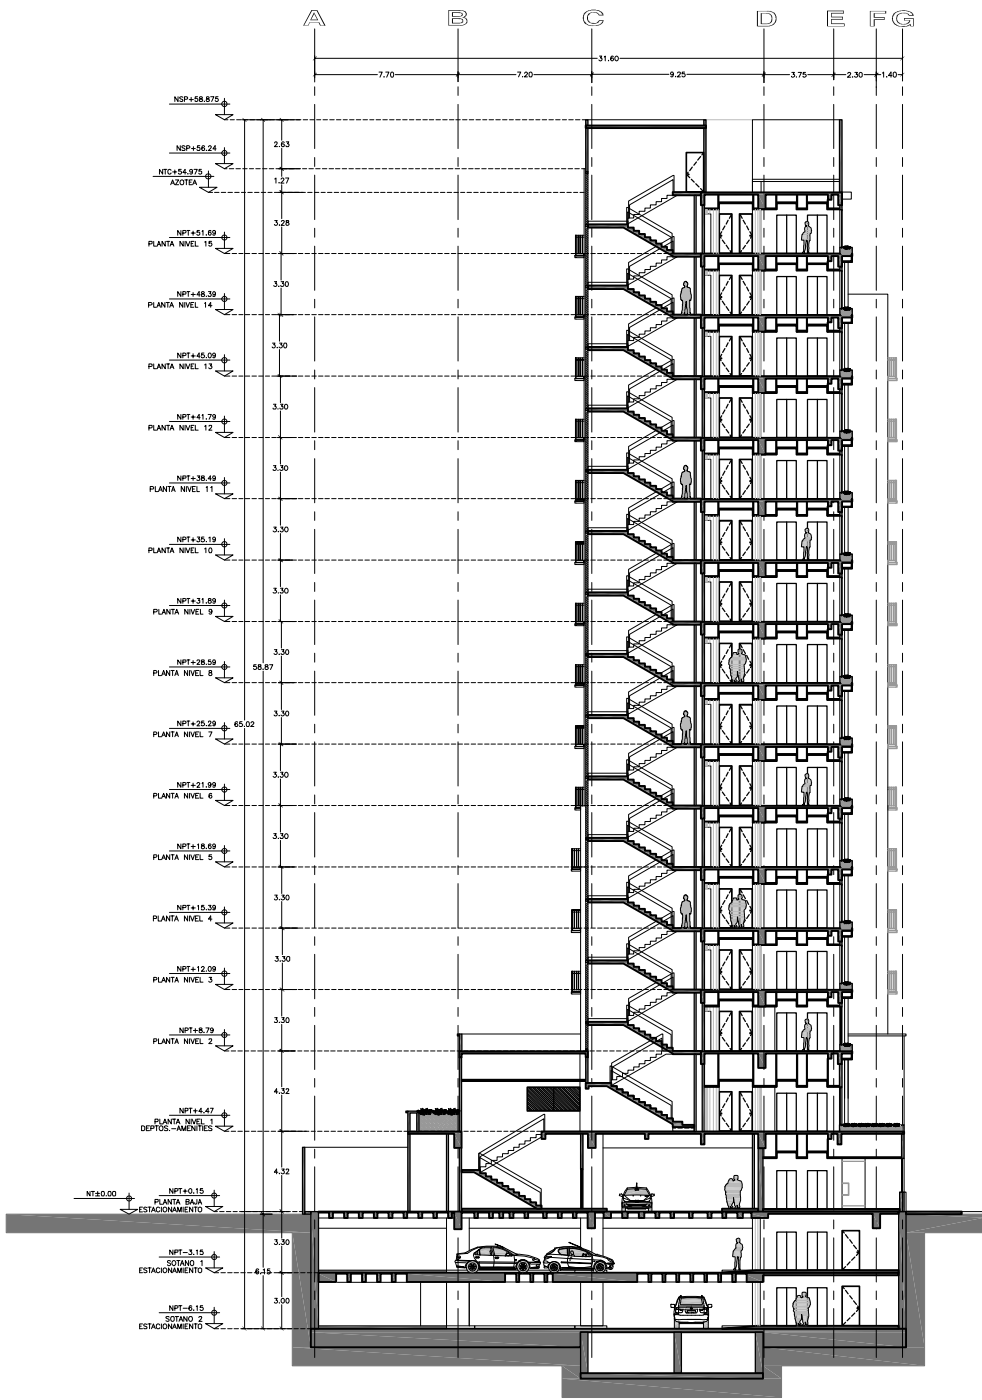 A B C D E F G
31.60
7.70 7.20 9.25 3.75 2.30 1.40
NSP+58.875
2.63
NSP+56.24
NTC+54.975
AZOTEA
1.27
3.28
NPT+51.69
PLANTA NIVEL 15
3.30
NPT+48.39
PLANTA NIVEL 14
3.30
NPT+45.09
PLANTA NIVEL 13
3.30
NPT+41.79
PLANTA NIVEL 12
3.30
NPT+38.49
PLANTA NIVEL 11
3.30
NPT+35.19
PLANTA NIVEL 10
3.30
NPT+31.89
PLANTA NIVEL 9
3.30
NPT+28.59
PLANTA NIVEL 8
58.87
3.30
NPT+25.29
PLANTA NIVEL 7
65.02
3.30
NPT+21.99
PLANTA NIVEL 6
3.30
NPT+18.69
PLANTA NIVEL 5
3.30
NPT+15.39
PLANTA NIVEL 4
3.30
NPT+12.09
PLANTA NIVEL 3
3.30
NPT+8.79
PLANTA NIVEL 2
4.32
NPT+4.47
PLANTA NIVEL 1
DEPTOS.-AMENITIES
4.32
NT±0.00
NPT+0.15
PLANTA BAJA
ESTACIONAMIENTO
3.30
NPT-3.15
SOTANO 1
ESTACIONAMIENTO
6.15
3.00
NPT-6.15
SOTANO 2
ESTACIONAMIENTO